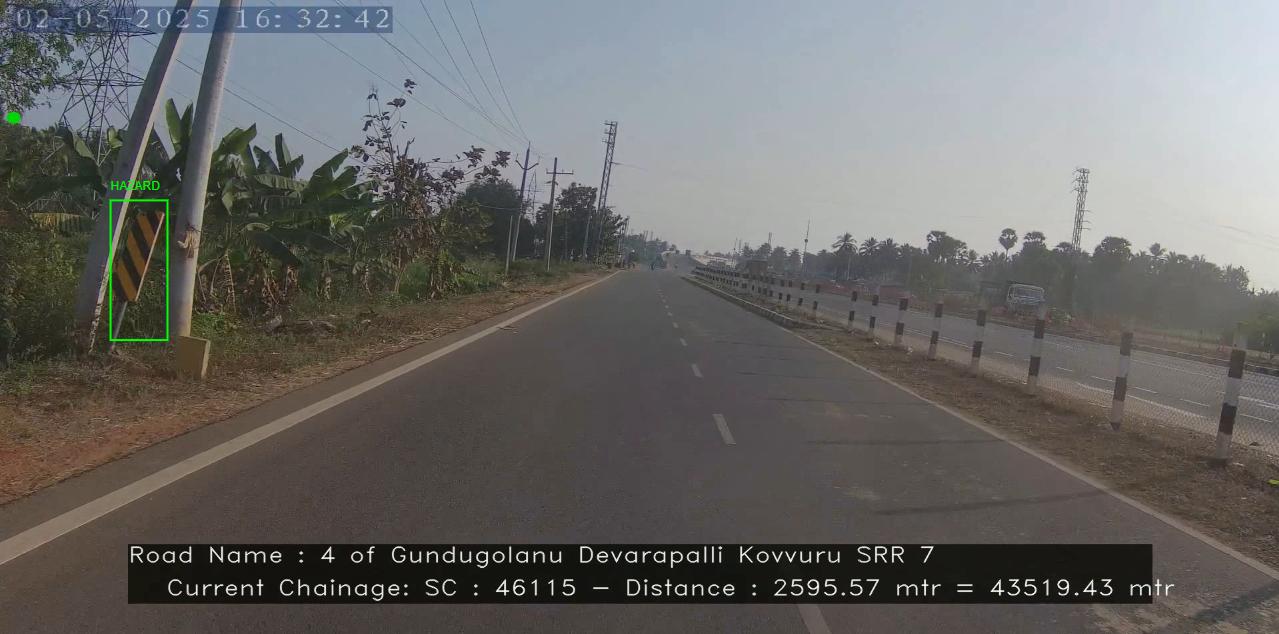 02-05-2025 16:32:42
HAZARD
Road Name : 4 of Gundugolanu Devarapalli Kovvuru SRR 7
Current Chainage: SC : 46115 - Distance : 2595.57 mtr = 43519.43 mtr